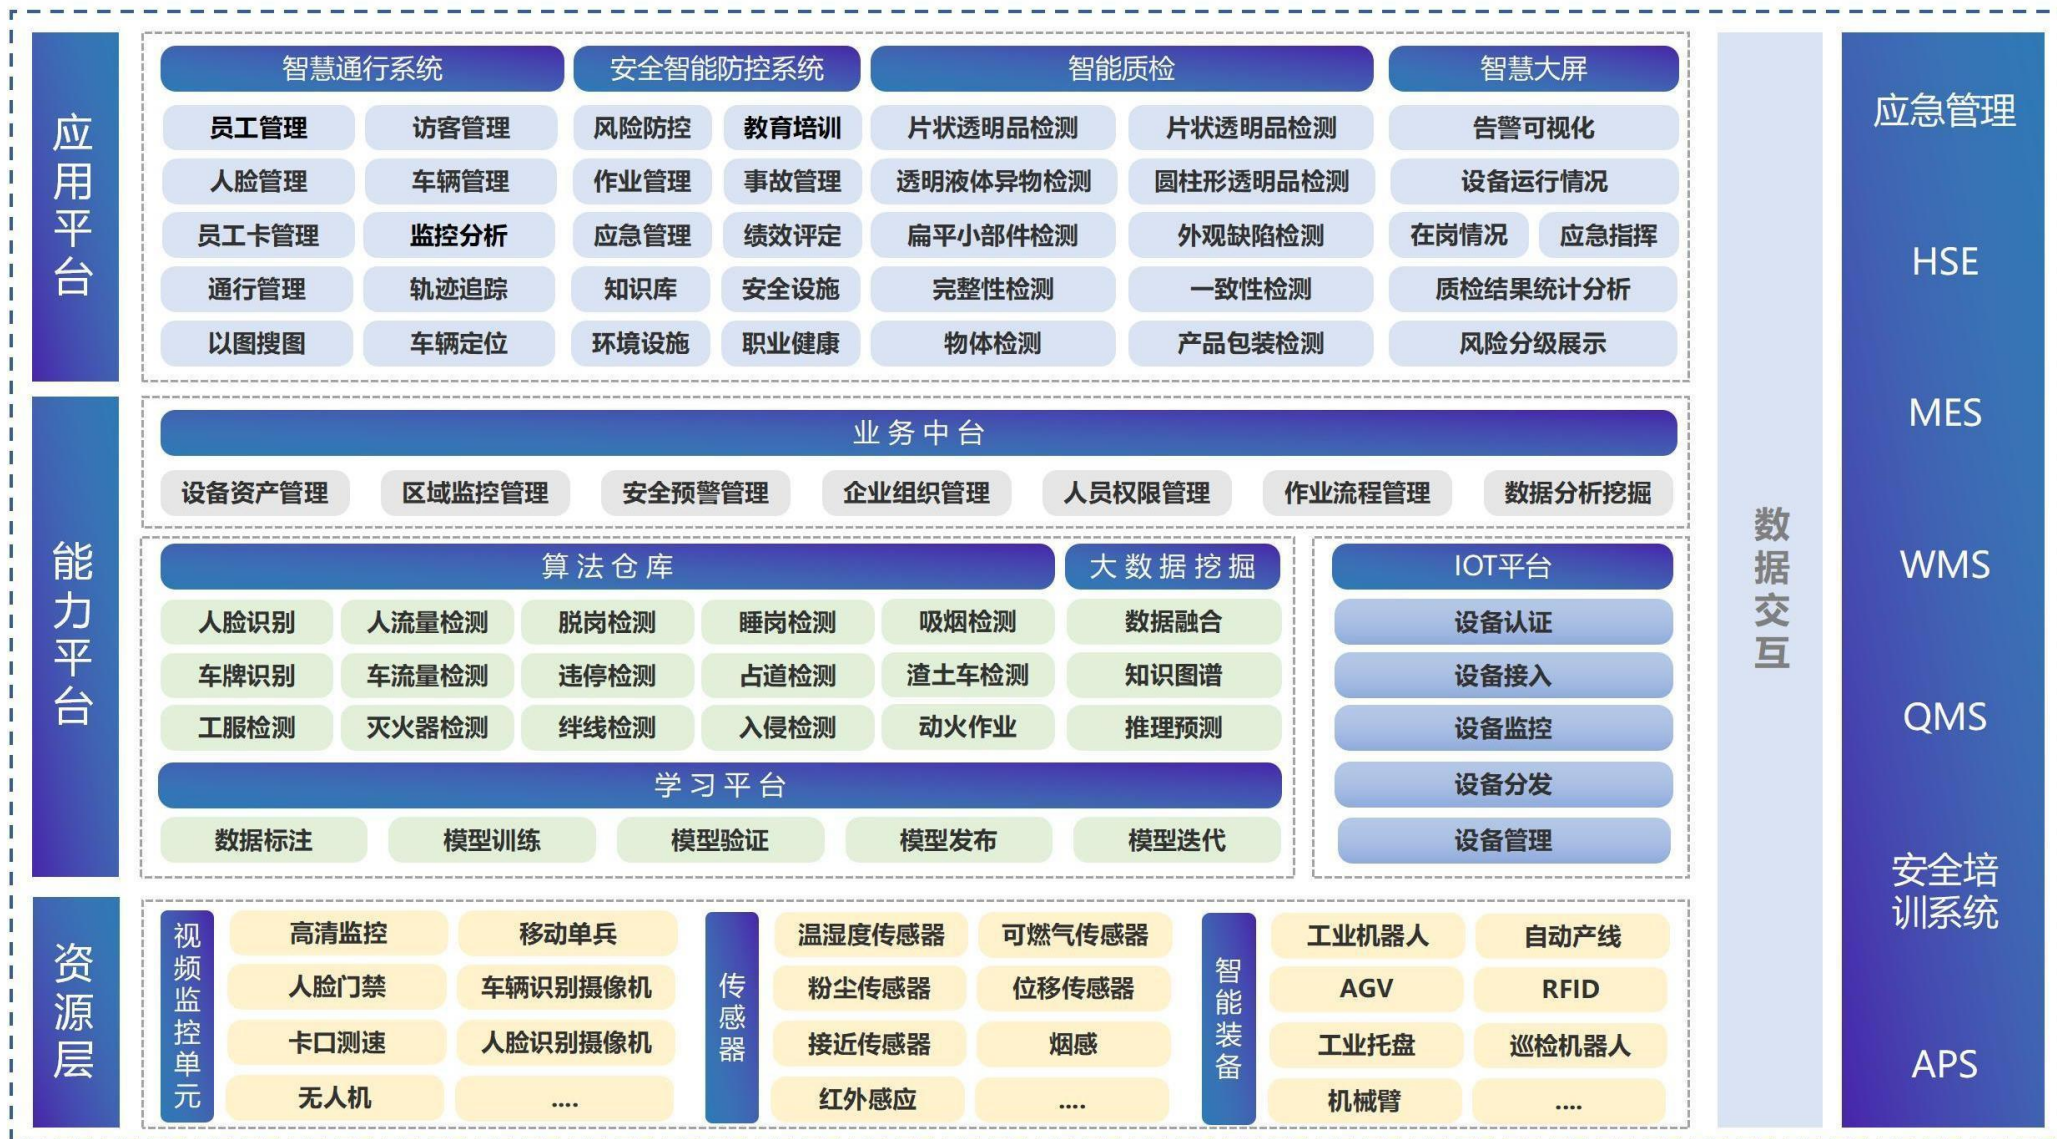 应用平台
智慧通行系统
员工管理
访客管理
人脸管理
车辆管理
员工卡管理
监控分析
通行管理
轨迹追踪
以图搜图
车辆定位
安全智能防控系统
风险防控
教育培训
作业管理
事故管理
应急管理
绩效评定
知识库
安全设施
环境设施
职业健康
智能质检
片状透明品检测
片状透明品检测
透明液体异物检测
圆柱形透明品检测
扁平小部件检测
外观缺陷检测
完整性检测
一致性检测
物体检测
产品包装检测
智慧大屏
告警可视化
设备运行情况
在岗情况
应急指挥
质检结果统计分析
风险分级展示
能力平台
业务中台
设备资产管理
区域监控管理
安全预警管理
企业组织管理
人员权限管理
作业流程管理
数据分析挖掘
算法仓库
人脸识别
人流量检测
脱岗检测
睡岗检测
吸烟检测
车牌识别
车流量检测
违停检测
占道检测
渣土车检测
工服检测
灭火器检测
绊线检测
入侵检测
动火作业
大数据挖掘
数据融合
知识图谱
推理预测
学习平台
数据标注
模型训练
模型验证
模型发布
模型迭代
IOT平台
设备认证
设备接入
设备监控
设备分发
设备管理
资源层
视频监控单元
高清监控
移动单兵
人脸门禁
车辆识别摄像机
卡口测速
人脸识别摄像机
无人机
....
传感器
温湿度传感器
可燃气传感器
粉尘传感器
位移传感器
接近传感器
烟感
红外感应
....
智能装备
工业机器人
自动产线
AGV
RFID
工业托盘
巡检机器人
机械臂
....
数据交互
应急管理
HSE
MES
WMS
QMS
安全培
训系统
APS